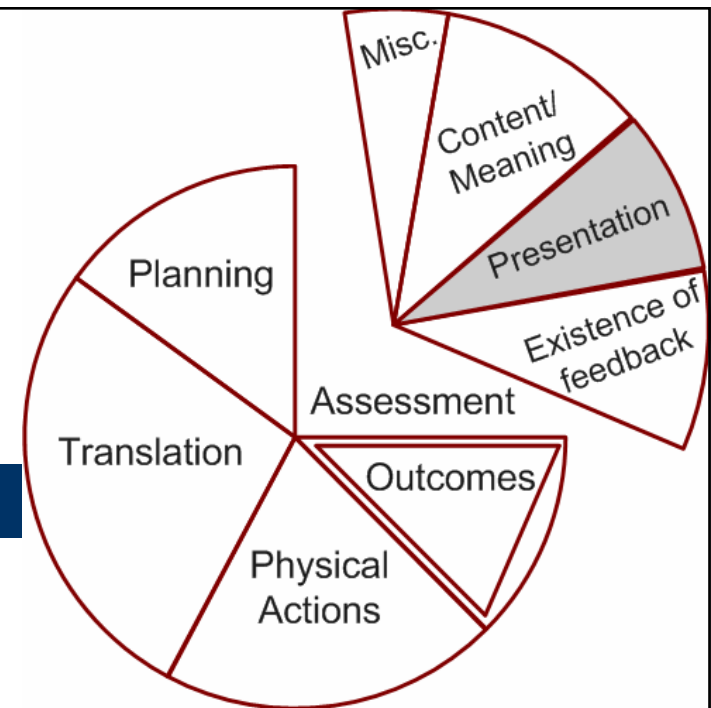 Misc.
Content/
Meaning
Presentation
Existence of
feedback
Planning
Assessment
Translation
Outcomes
Physical
Actions